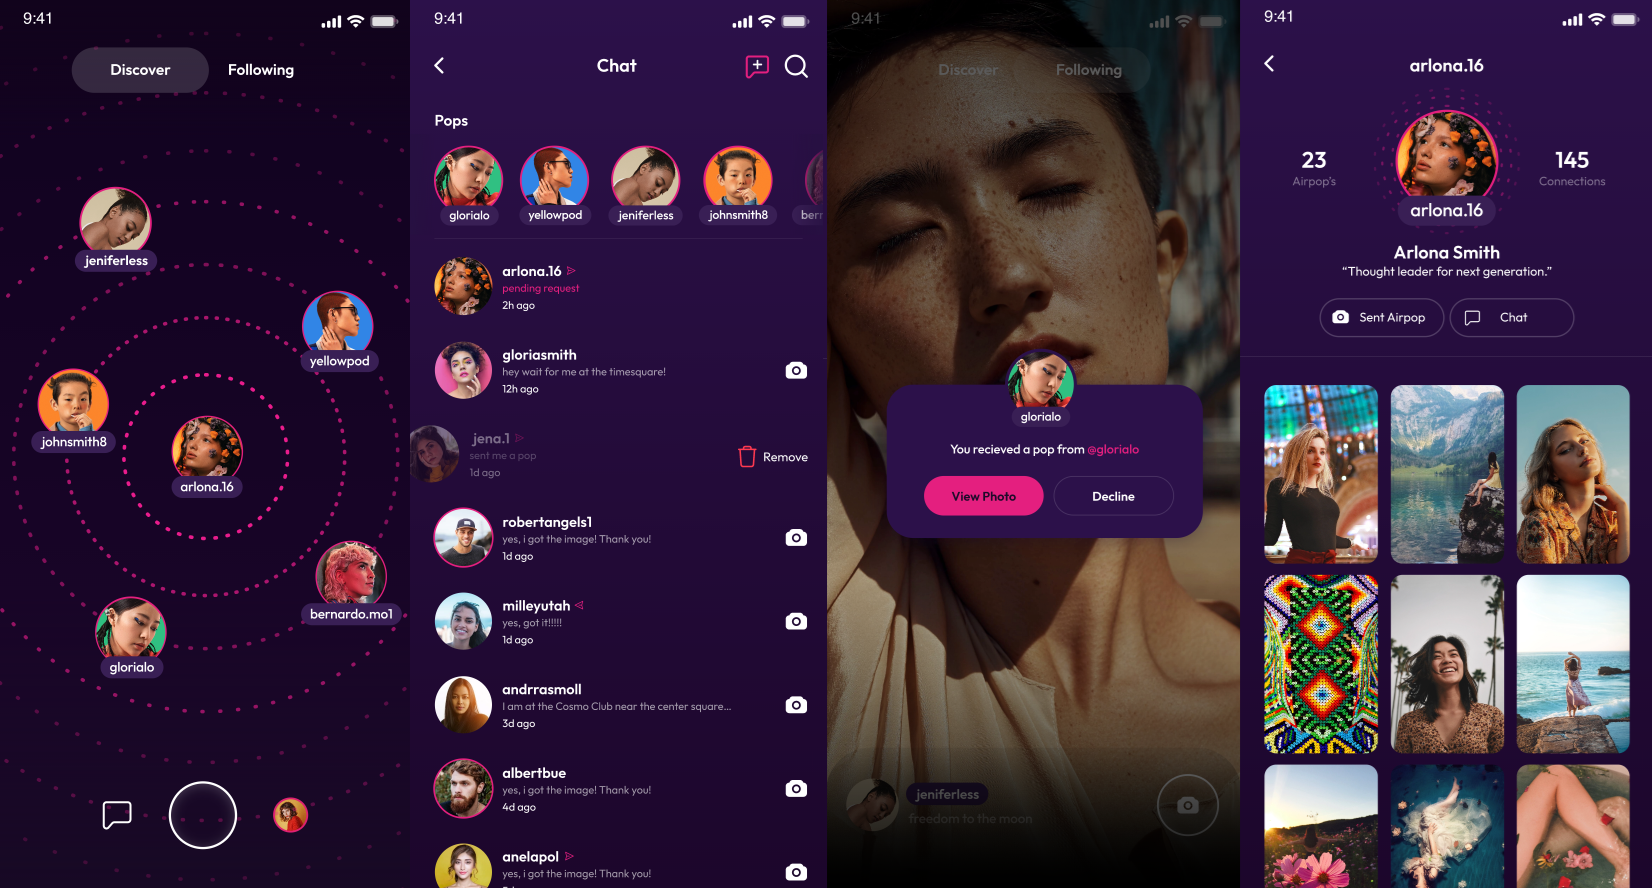 9:41
Discover
Following
jeniferless
yellowpod
johnsmith8
arlona.16
bernardo.mo1
glorialo
9:41
Chat
Pops
glorialo
yellowpod
jeniferless
johnsmith8
bern
arlona.16
pending request
2h ago
gloriasmith
hey wait for me at the timesquare!
12h ago
jena.1
sent me a pop
1d ago
Remove
robertangels1
yes, i got the image! Thank you!
1d ago
milleyutah
yes, got it!!!!!
1d ago
andrrasmoll
I am at the Cosmo Club near the center square...
3d ago
albertbue
yes, i got the image! Thank you!
4d ago
anelapol
yes, i got the image! Thank you!
9:41
Discover
Following
glorialo
You recieved a pop from @glorialo
View Photo
Decline
jeniferless
freedom to the moon
9:41
arlona.16
23
Airpop's
145
Connections
arlona.16
Arlona Smith
“Thought leader for next generation.”
Sent Airpop
Chat